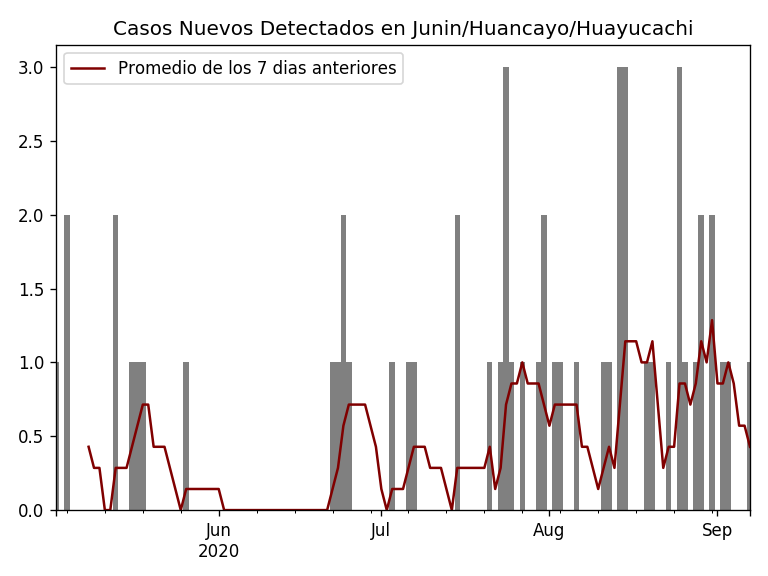 Casos Nuevos Detectados en Junin/Huancayo/Huayucachi
Promedio de los 7 dias anteriores
3.0
2.5
2.0
1.5
1.0
0.5
0.0
Jun
2020
Jul
Aug
Sep